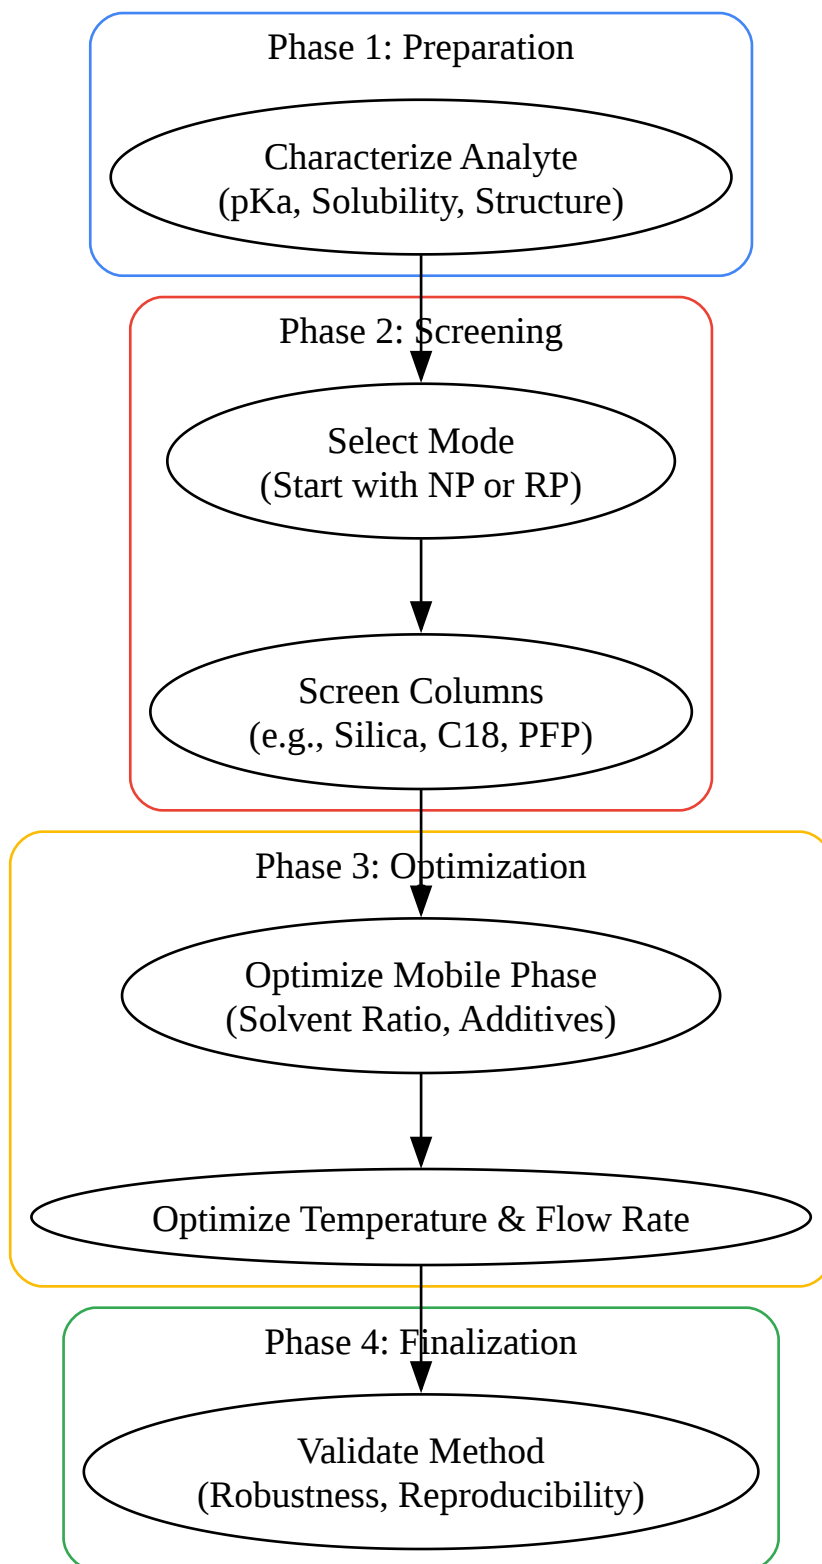 Phase 1: Preparation
Characterize Analyte
(pKa, Solubility, Structure)
Phase 2: Screening
Select Mode
(Start with NP or RP)
Screen Columns
(e.g., Silica, C18, PFP)
Phase 3: Optimization
Optimize Mobile Phase
(Solvent Ratio, Additives)
Optimize Temperature & Flow Rate
Phase 4: Finalization
Validate Method
(Robustness, Reproducibility)